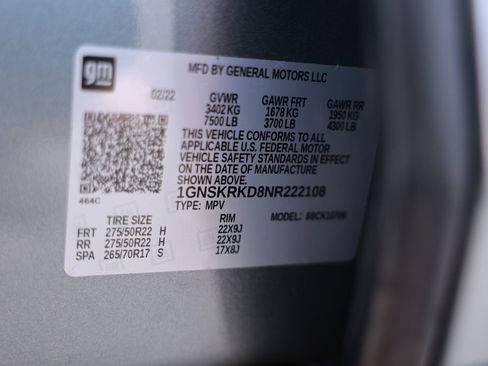 gm
MFD BY GENERAL MOTORS LLC
02/22 GVWR GAWR FRT GAWR RR
3402 KG 1678 KG 1950 KG
7500 LB 3700 LB 4300 LB
THIS VEHICLE CONFORMS TO ALL
APPLICABLE U.S. FEDERAL MOTOR
VEHICLE SAFETY STANDARDS IN EFFECT
ON THE DATE OF MANUFACTURE
SHOWN ABOVE.
1GNSKRKD8NR222108
464C TYPE: MPV MODEL:
TIRE SIZE RIM
FRT 275/50R22 H 22X9J
RR 275/50R22 H 22X9J
SPA 265/70R17 S 17X8J